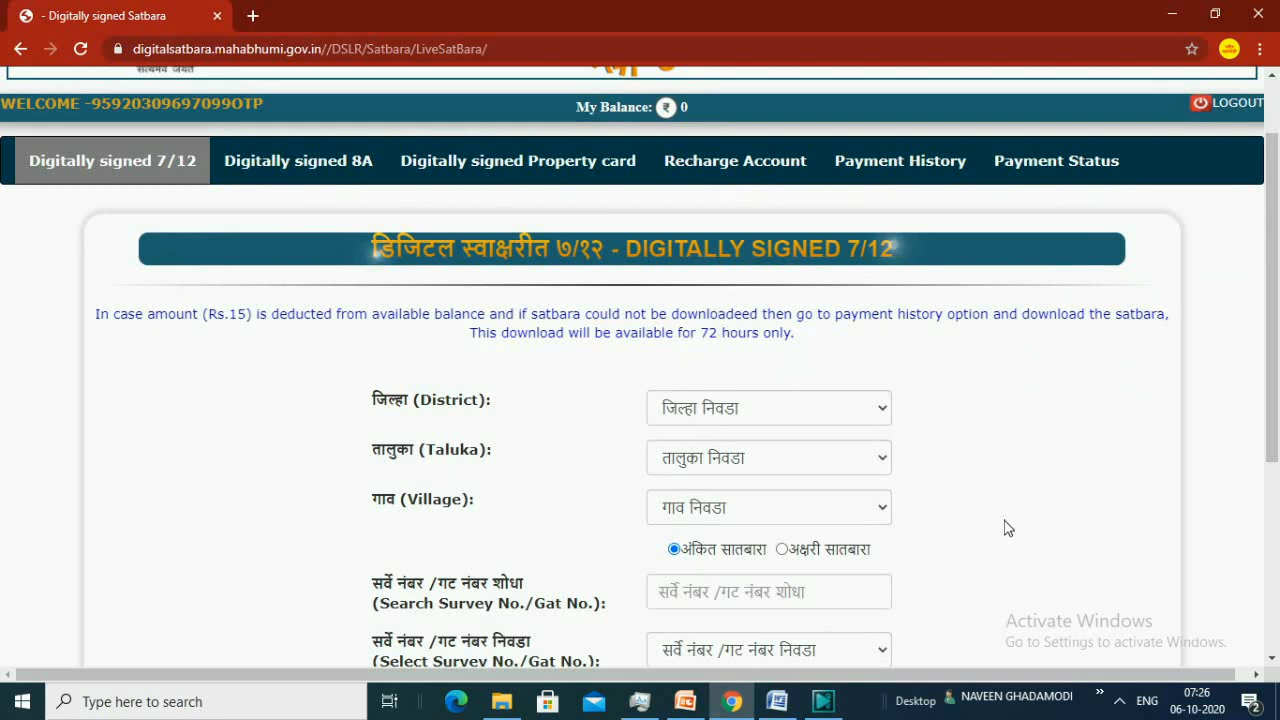 - Digitally signed Satbara
digitalsatbara.mahabhumi.gov.in//DSLR/Satbara/LiveSatBara/
सत्यमेव जयते
WELCOME -95920309697099OTP
My Balance: ₹ 0
LOGOUT
Digitally signed 7/12
Digitally signed 8A
Digitally signed Property card
Recharge Account
Payment History
Payment Status
डिजिटल स्वाक्षरीत ७/१२ - DIGITALLY SIGNED 7/12
In case amount (Rs.15) is deducted from available balance and if satbara could not be downloadeed then go to payment history option and download the satbara,
This download will be available for 72 hours only.
जिल्हा (District):
जिल्हा निवडा
तालुका (Taluka):
तालुका निवडा
गाव (Village):
गाव निवडा
अंकित सातबारा अक्षरी सातबारा
सर्वे नंबर /गट नंबर शोधा
(Search Survey No./Gat No.):
सर्वे नंबर /गट नंबर शोधा
सर्वे नंबर /गट नंबर निवडा
(Select Survey No./Gat No.):
सर्वे नंबर /गट नंबर निवडा
Activate Windows
Go to Settings to activate Windows.
Type here to search
Desktop
NAVEEN GHADAMODI
ENG
07:26
06-10-2020
2